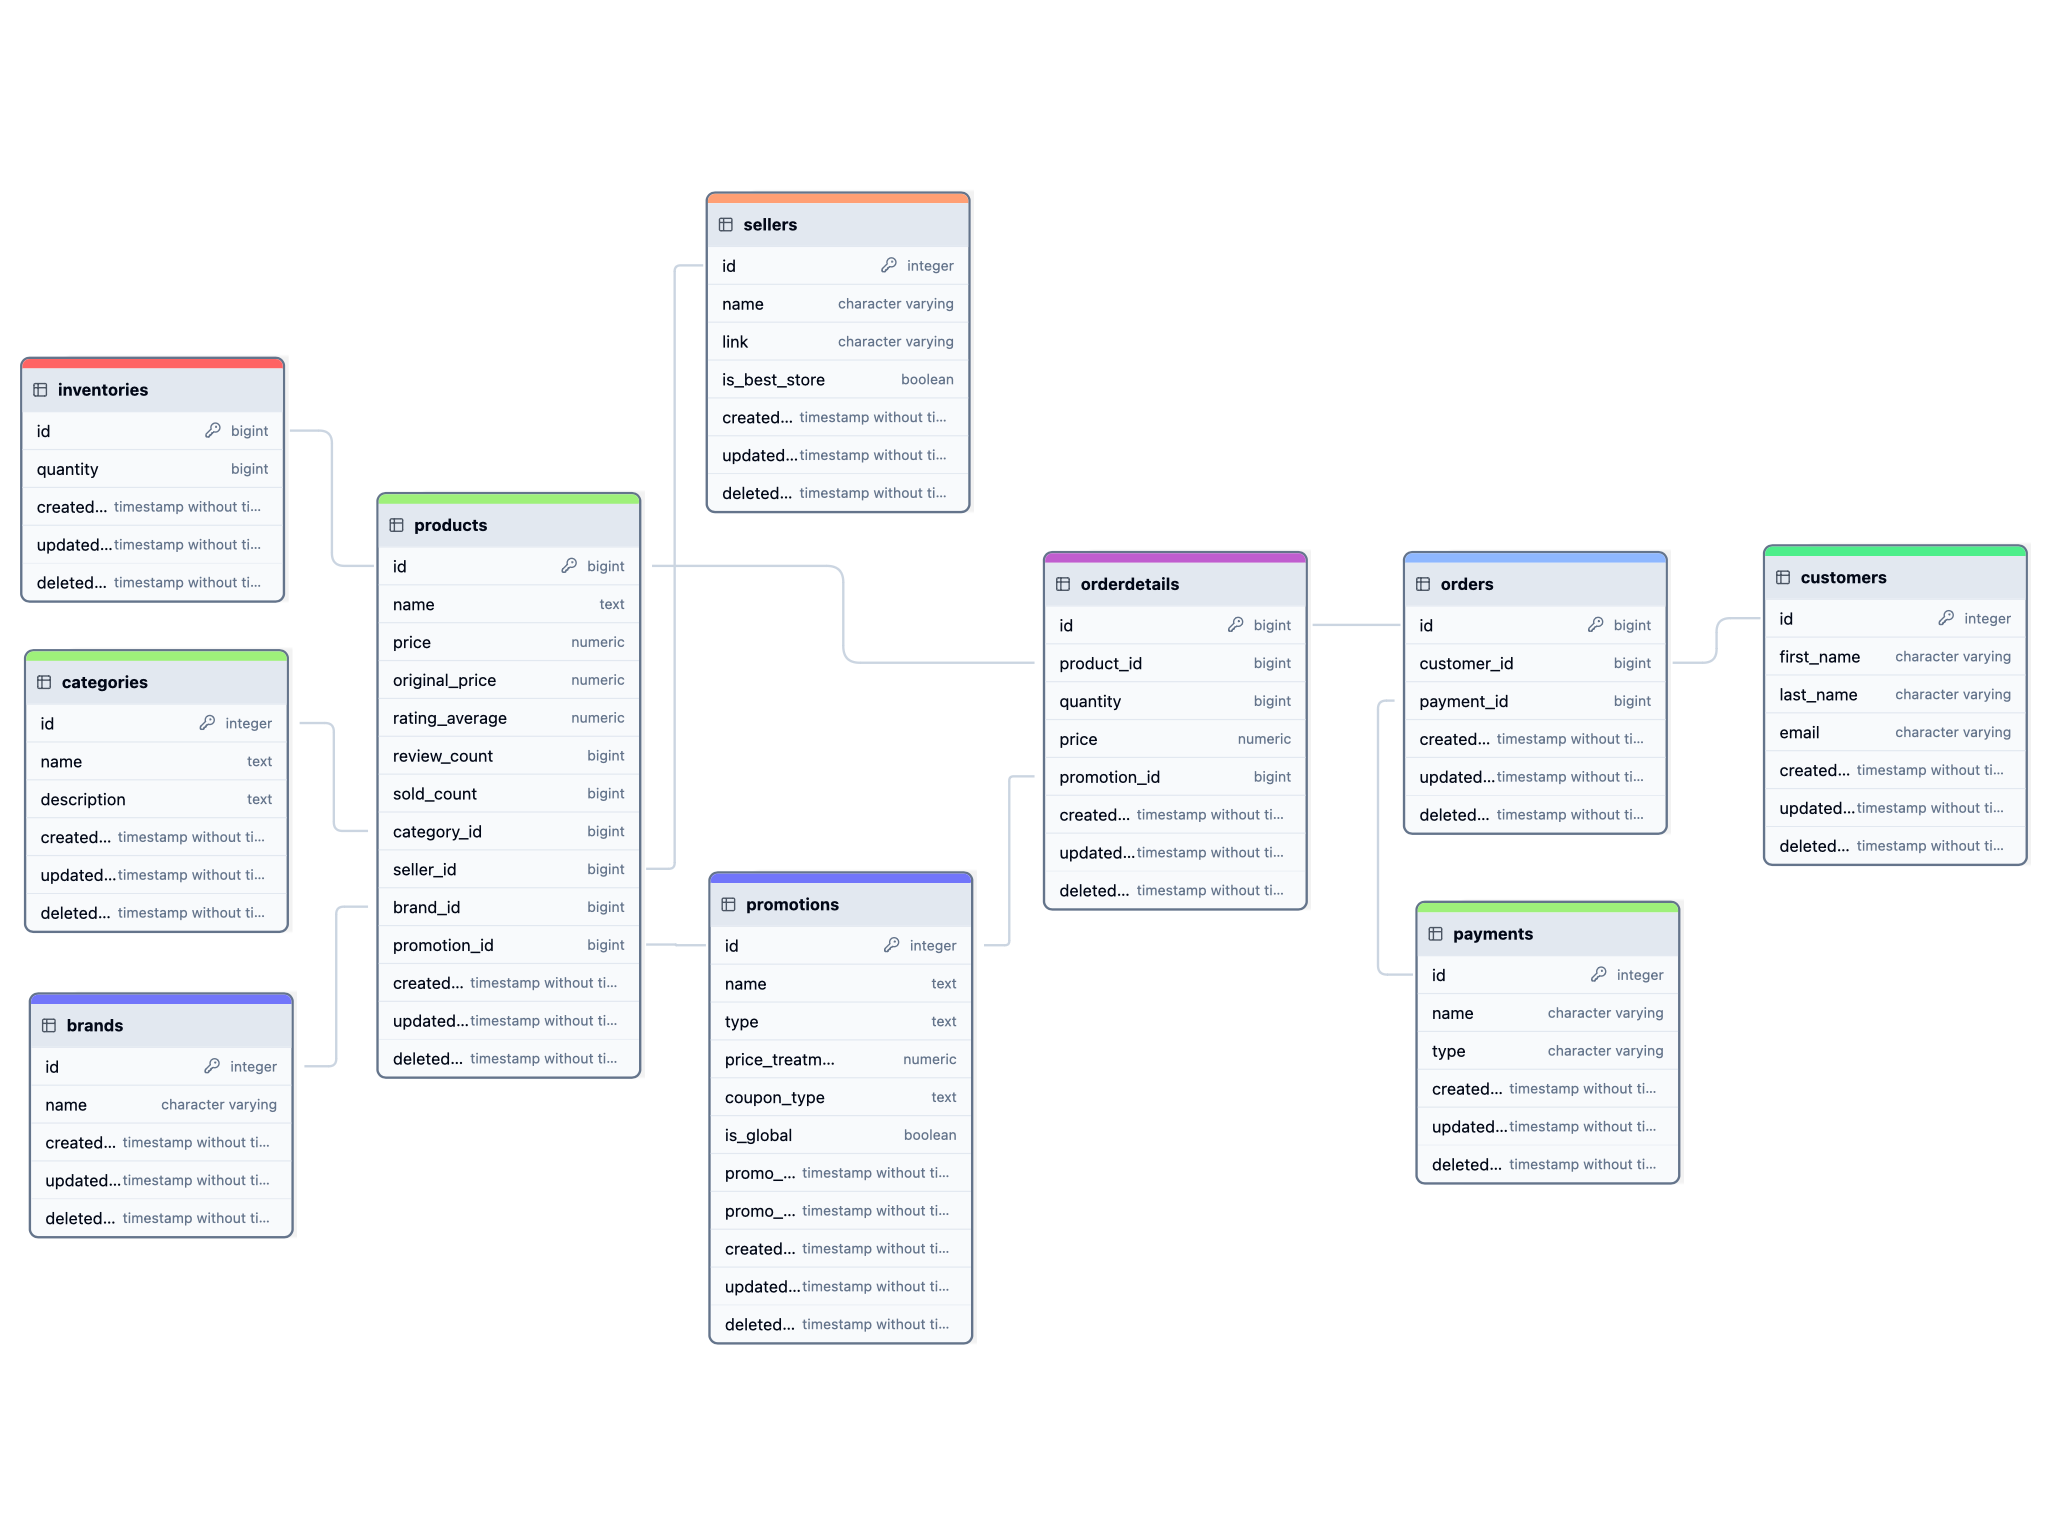 sellers
id integer
name character varying
link character varying
is_best_store boolean
created... timestamp without ti...
updated... timestamp without ti...
deleted... timestamp without ti...
inventories
id bigint
quantity bigint
created... timestamp without ti...
updated... timestamp without ti...
deleted... timestamp without ti...
categories
id integer
name text
description text
created... timestamp without ti...
updated... timestamp without ti...
deleted... timestamp without ti...
brands
id integer
name character varying
created... timestamp without ti...
updated... timestamp without ti...
deleted... timestamp without ti...
products
id bigint
name text
price numeric
original_price numeric
rating_average numeric
review_count bigint
sold_count bigint
category_id bigint
seller_id bigint
brand_id bigint
promotion_id bigint
created... timestamp without ti...
updated... timestamp without ti...
deleted... timestamp without ti...
promotions
id integer
name text
type text
price_treatm... numeric
coupon_type text
is_global boolean
promo_... timestamp without ti...
promo_... timestamp without ti...
created... timestamp without ti...
updated... timestamp without ti...
deleted... timestamp without ti...
orderdetails
id bigint
product_id bigint
quantity bigint
price numeric
promotion_id bigint
created... timestamp without ti...
updated... timestamp without ti...
deleted... timestamp without ti...
orders
id bigint
customer_id bigint
payment_id bigint
created... timestamp without ti...
updated... timestamp without ti...
deleted... timestamp without ti...
payments
id integer
name character varying
type character varying
created... timestamp without ti...
updated... timestamp without ti...
deleted... timestamp without ti...
customers
id integer
first_name character varying
last_name character varying
email character varying
created... timestamp without ti...
updated... timestamp without ti...
deleted... timestamp without ti...